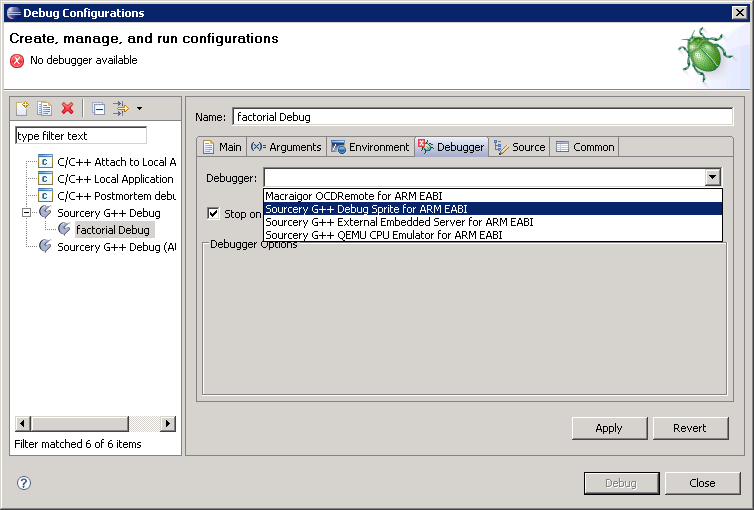 Debug Configurations
Create, manage, and run configurations
No debugger available
type filter text
C/C++ Attach to Local A
C/C++ Local Application
C/C++ Postmortem debu
Sourcery G++ Debug
factorial Debug
Sourcery G++ Debug (A
Filter matched 6 of 6 items
Name: factorial Debug
Main (x)= Arguments Environment Debugger Source Common
Debugger:
Macraigor OCDRemote for ARM EABI
Sourcery G++ Debug Sprite for ARM EABI
Sourcery G++ External Embedded Server for ARM EABI
Sourcery G++ QEMU CPU Emulator for ARM EABI
Stop on
Debugger Options
Apply Revert
? Debug Close